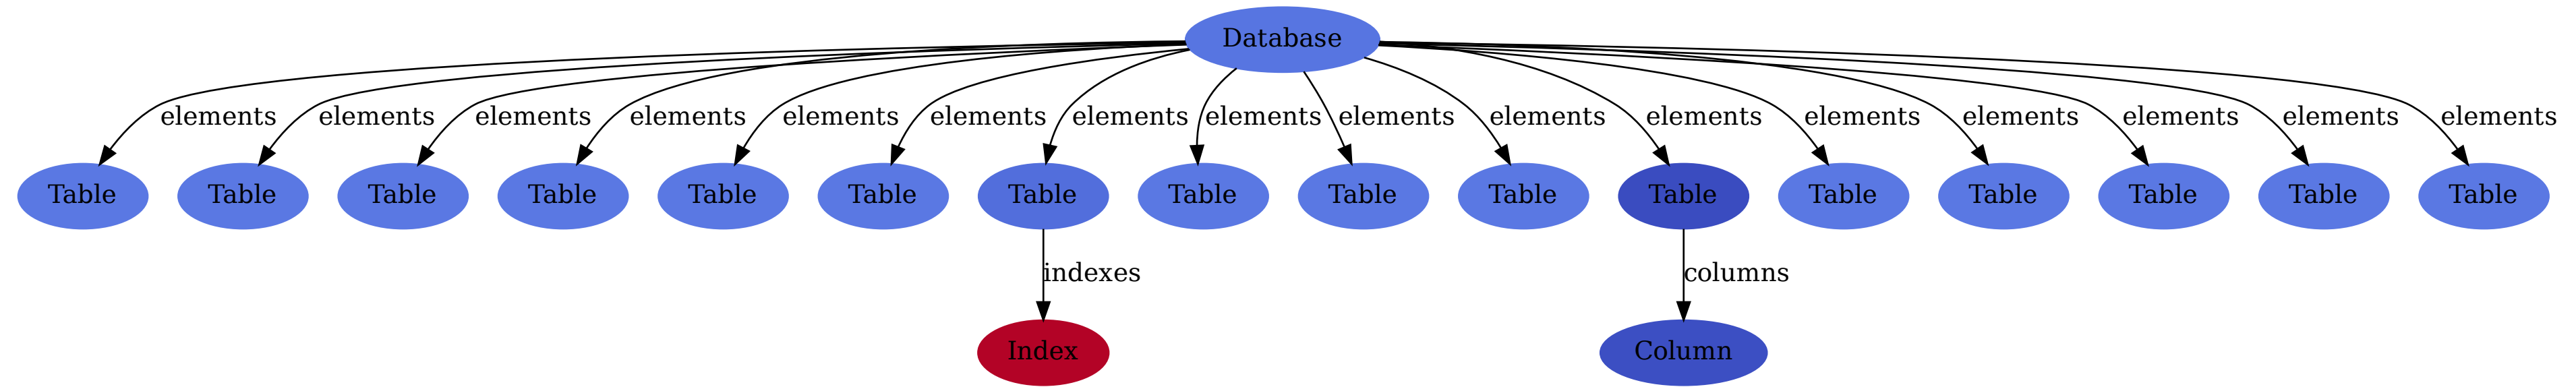 Database
elements elements elements elements elements elements elements elements elements elements elements elements elements elements elements elements
Table Table Table Table Table Table Table Table Table Table Table Table Table Table Table Table
indexes columns
Index Column